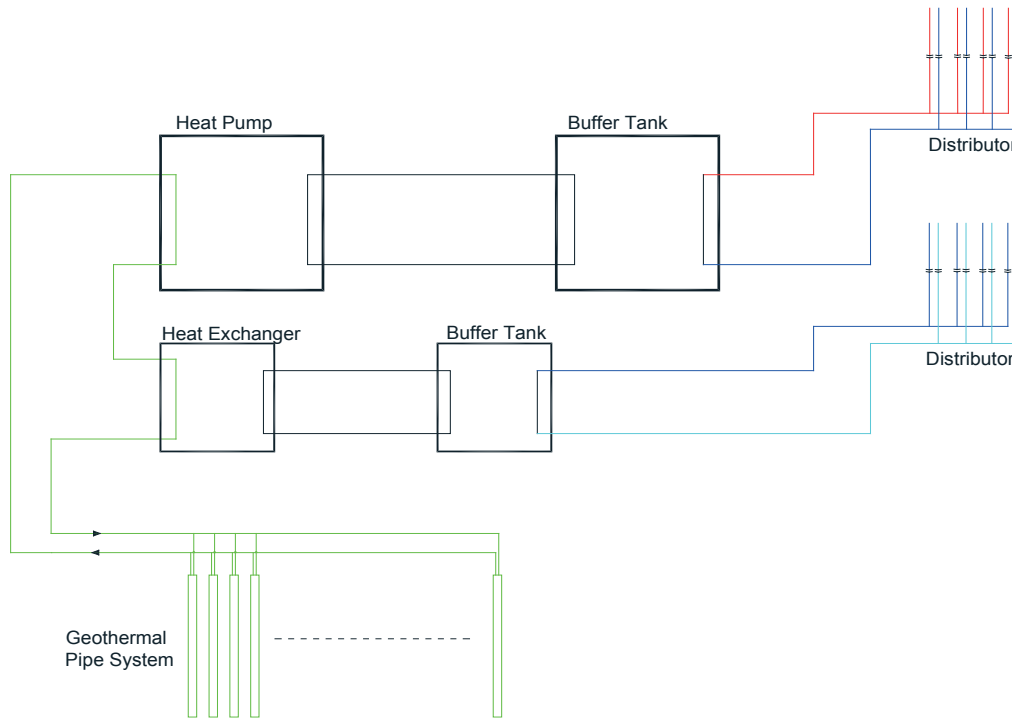 Heat Pump
Buffer Tank
Distributor
Heat Exchanger
Buffer Tank
Distributor
Geothermal
Pipe System